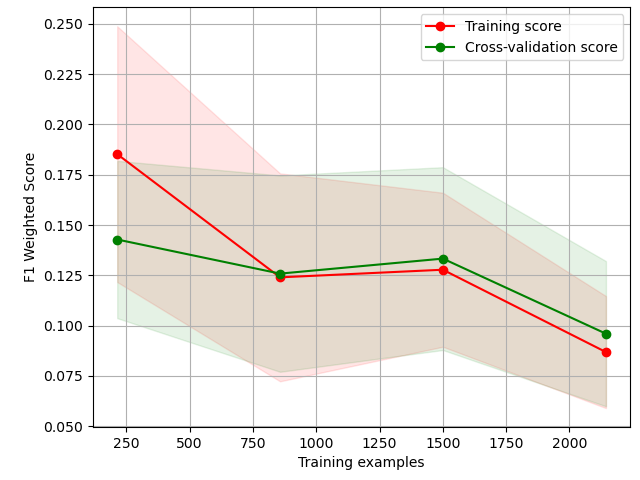 0.250
0.225
0.200
0.175
0.150
0.125
0.100
0.075
0.050
F1 Weighted Score
Training score
Cross-validation score
250 500 750 1000 1250 1500 1750 2000
Training examples